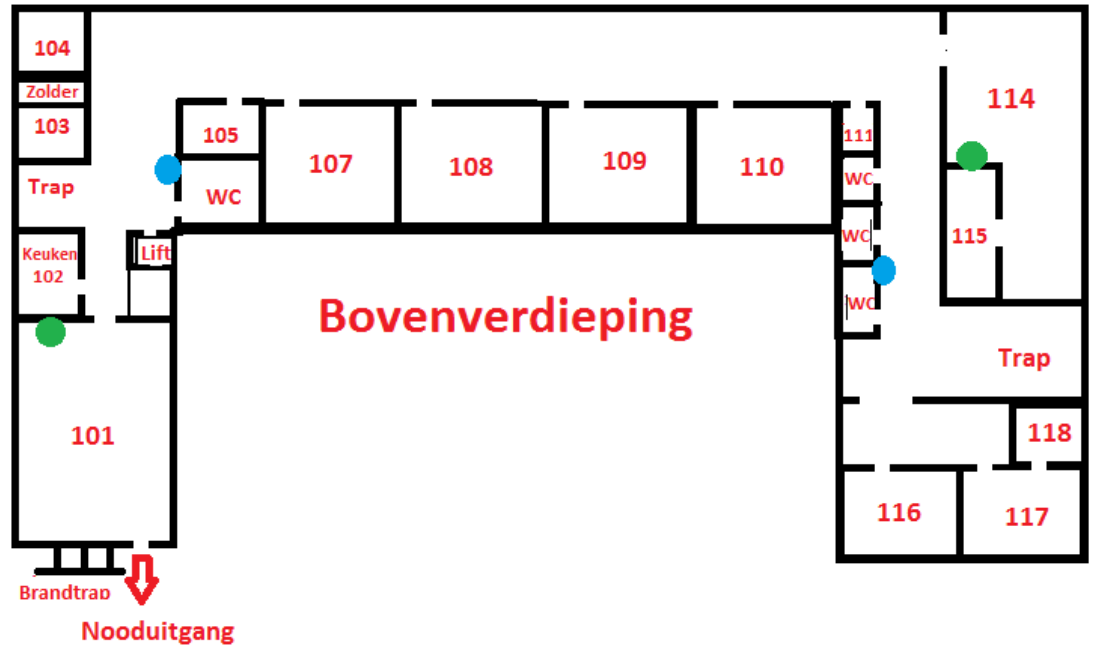 104
Zolder
103
Trap
Keuken
102
Lift
105
WC
107
108
109
110
111
WC
WC
WC
114
115
Trap
118
116
117
101
Bovenverdieping
Brandtrap
Nooduitgang